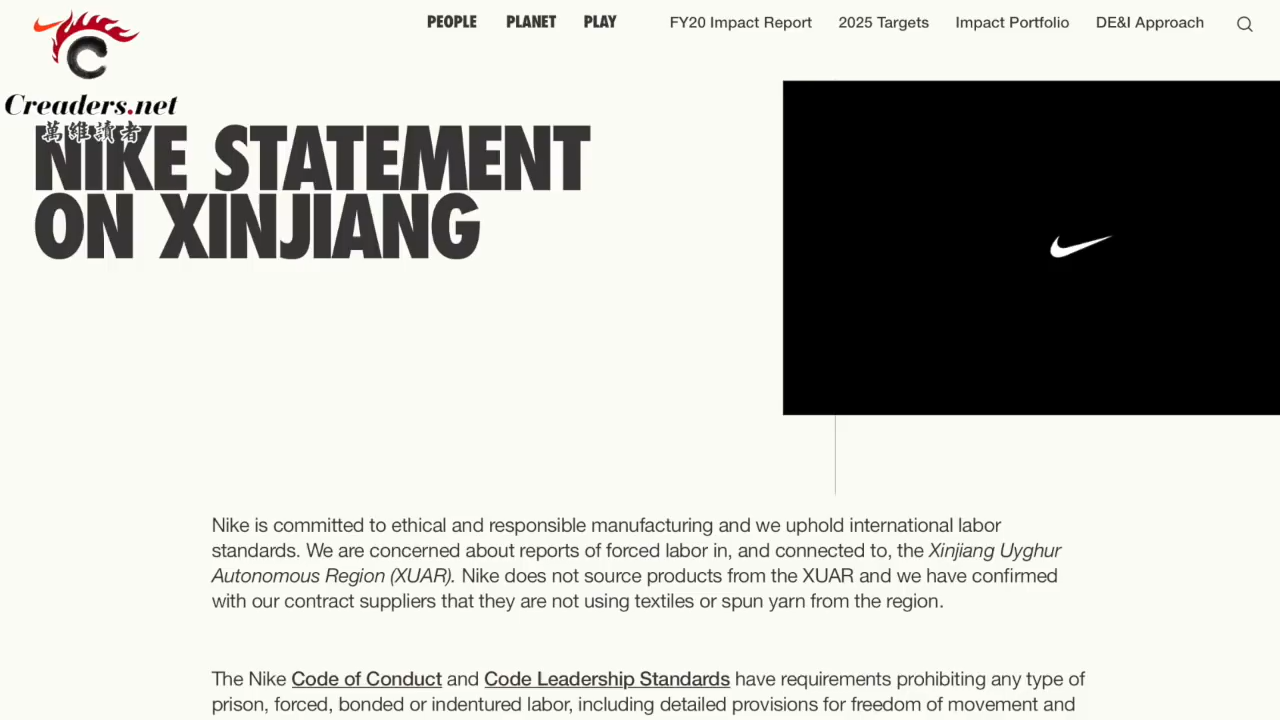 PEOPLE PLANET PLAY FY20 Impact Report 2025 Targets Impact Portfolio DE&I Approach
Creaders.net
萬維讀者
NIKE STATEMENT
ON XINJIANG
Nike is committed to ethical and responsible manufacturing and we uphold international labor
standards. We are concerned about reports of forced labor in, and connected to, the Xinjiang Uyghur
Autonomous Region (XUAR). Nike does not source products from the XUAR and we have confirmed
with our contract suppliers that they are not using textiles or spun yarn from the region.
The Nike Code of Conduct and Code Leadership Standards have requirements prohibiting any type of
prison, forced, bonded or indentured labor, including detailed provisions for freedom of movement and